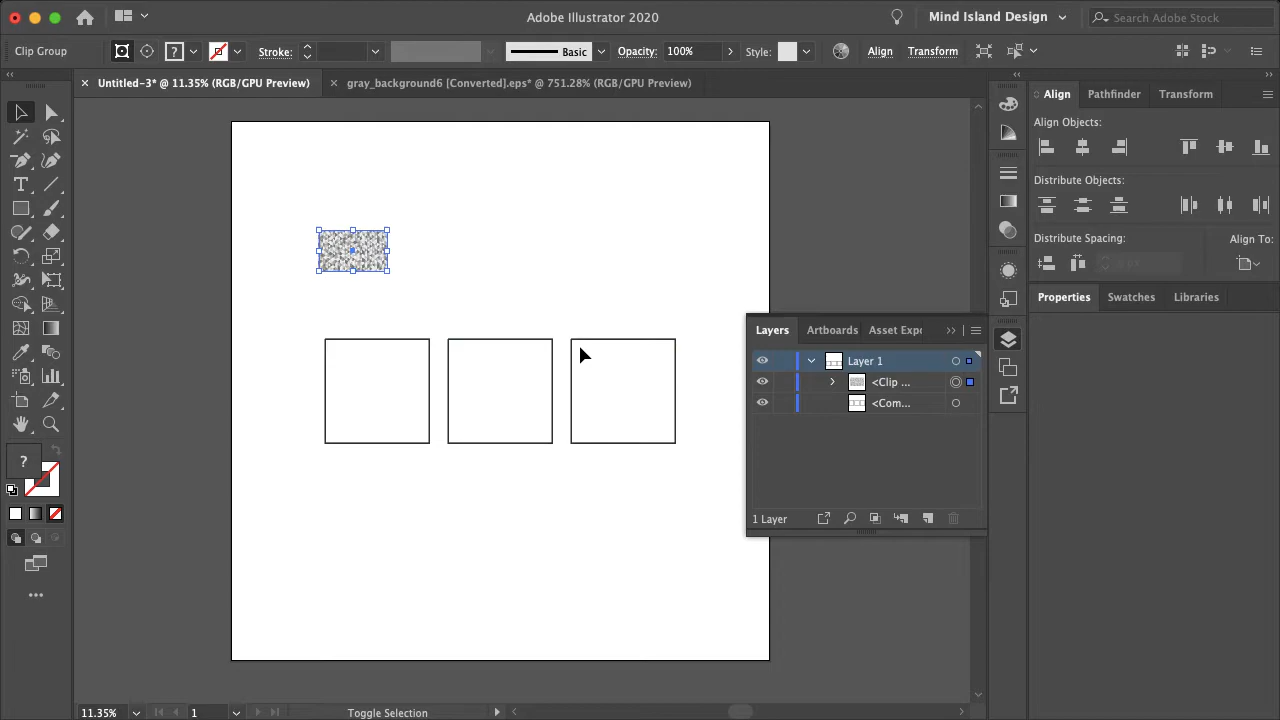 Adobe Illustrator 2020
Mind Island Design
Search Adobe Stock
Clip Group
?
Stroke:
Basic
Opacity: 100%
Style:
Align
Transform
× Untitled-3* @ 11.35% (RGB/GPU Preview)
× gray_background6 [Converted].eps* @ 751.28% (RGB/GPU Preview)
Align
Pathfinder
Transform
Align Objects:
Distribute Objects:
Distribute Spacing:
Align To:
0 px
Properties
Swatches
Libraries
Layers
Artboards
Asset Expo
Layer 1
<Clip ...
<Com...
1 Layer
?
11.35%
1
Toggle Selection